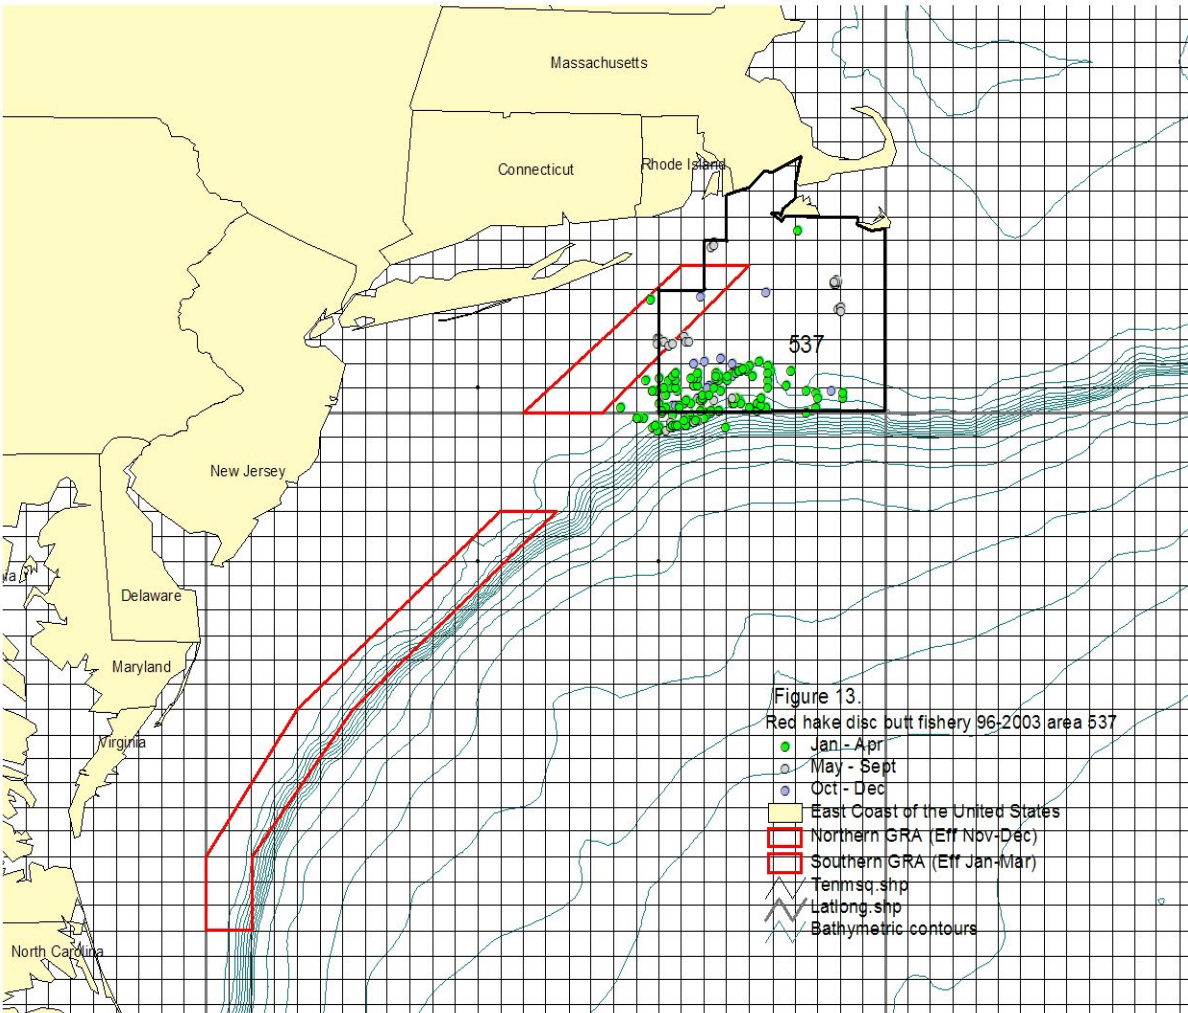 Massachusetts
Connecticut
Rhode Island
537
New Jersey
Delaware
Maryland
Virginia
North Carolina
Figure 13.
Red hake disc butt fishery 96-2003 area 537
Jan - Apr
May - Sept
Oct - Dec
East Coast of the United States
Northern GRA (Eff Nov-Dec)
Southern GRA (Eff Jan-Mar)
Tenmsq.shp
Latlong.shp
Bathymetric contours